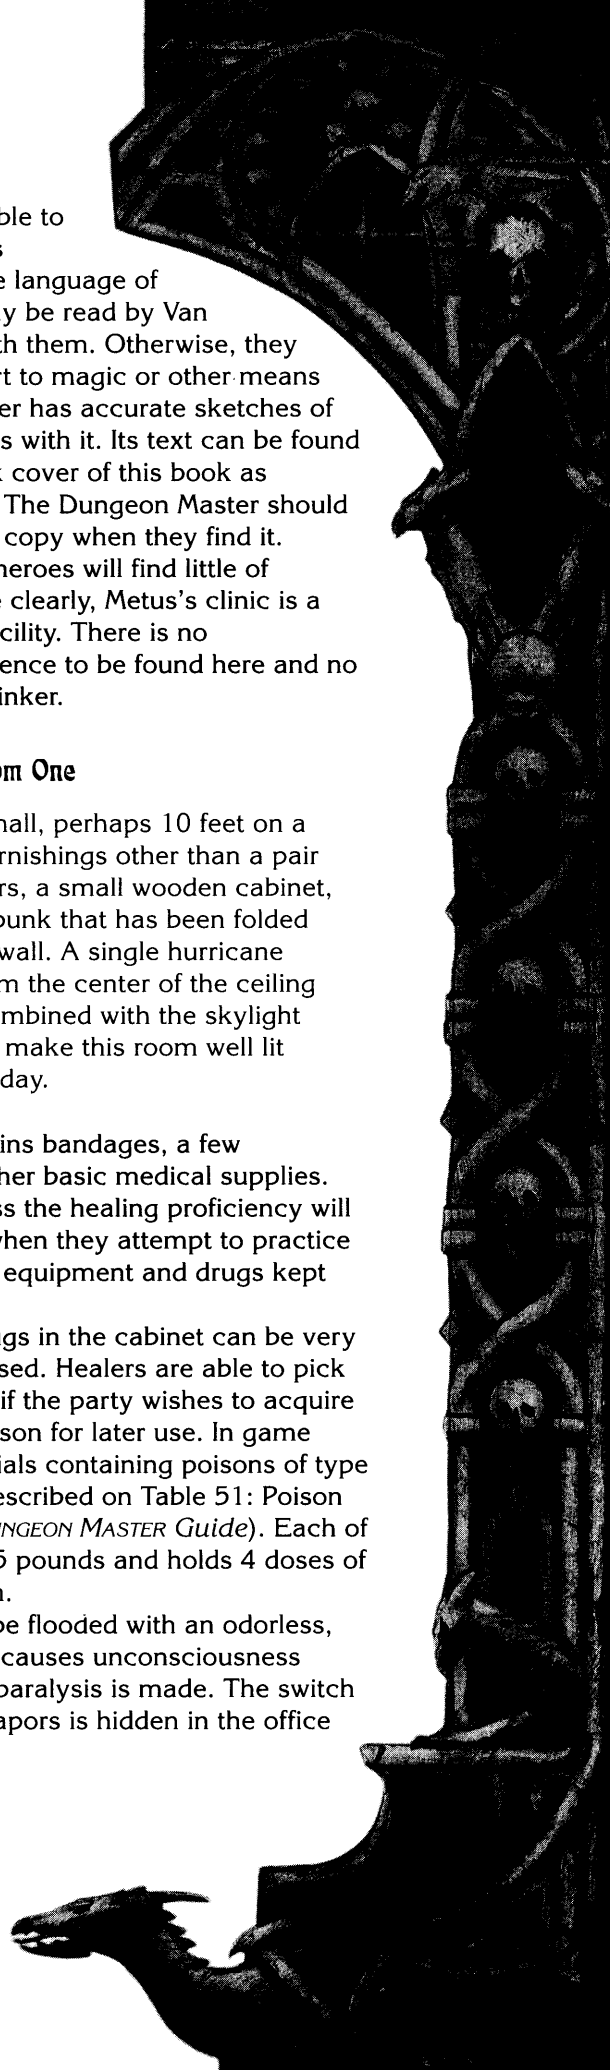 ble to
s
e language of
y be read by Van
th them. Otherwise, they
rt to magic or other means
er has accurate sketches of
s with it. Its text can be found
k cover of this book as
The Dungeon Master should
copy when they find it.
heroes will find little of
e clearly, Metus's clinic is a
cility. There is no
ence to be found here and no
inker.
om One
nall, perhaps 10 feet on a
rnishings other than a pair
rs, a small wooden cabinet,
bunk that has been folded
wall. A single hurricane
m the center of the ceiling
mbined with the skylight
make this room well lit
day.
ins bandages, a few
her basic medical supplies.
ss the healing proficiency will
when they attempt to practice
equipment and drugs kept
ugs in the cabinet can be very
sed. Healers are able to pick
if the party wishes to acquire
son for later use. In game
ials containing poisons of type
escribed on Table 51: Poison
UNGEON MASTER Guide). Each of
5 pounds and holds 4 doses of
n.
be flooded with an odorless,
causes unconsciousness
paralysis is made. The switch
apors is hidden in the office